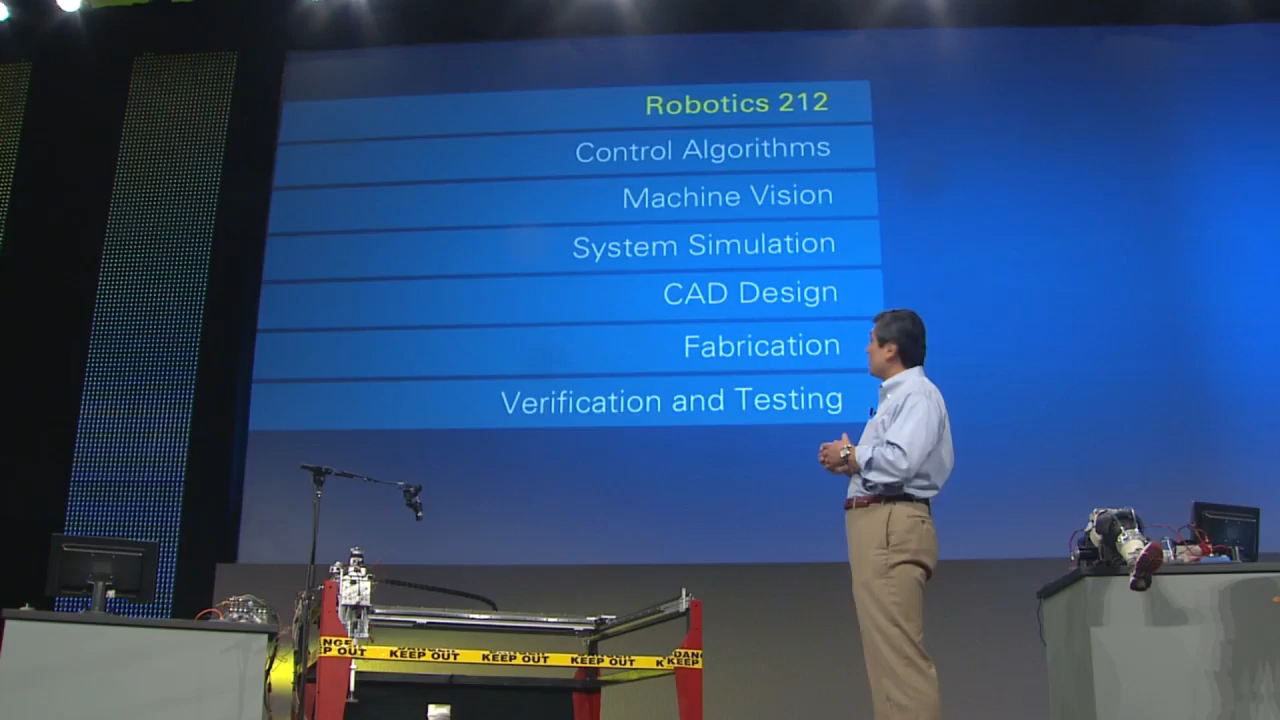 Robotics 212
Control Algorithms
Machine Vision
System Simulation
CAD Design
Fabrication
Verification and Testing
KEEP OUT KEEP OUT KEEP OUT KEEP